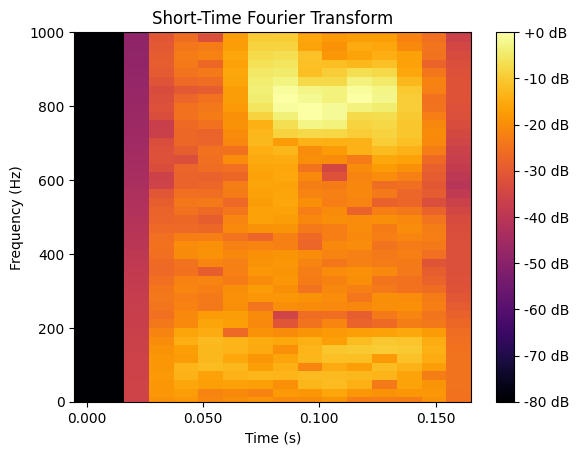 Short-Time Fourier Transform
1000
800
600
400
200
0
Frequency (Hz)
0.000
0.050
0.100
0.150
Time (s)
+0 dB
-10 dB
-20 dB
-30 dB
-40 dB
-50 dB
-60 dB
-70 dB
-80 dB